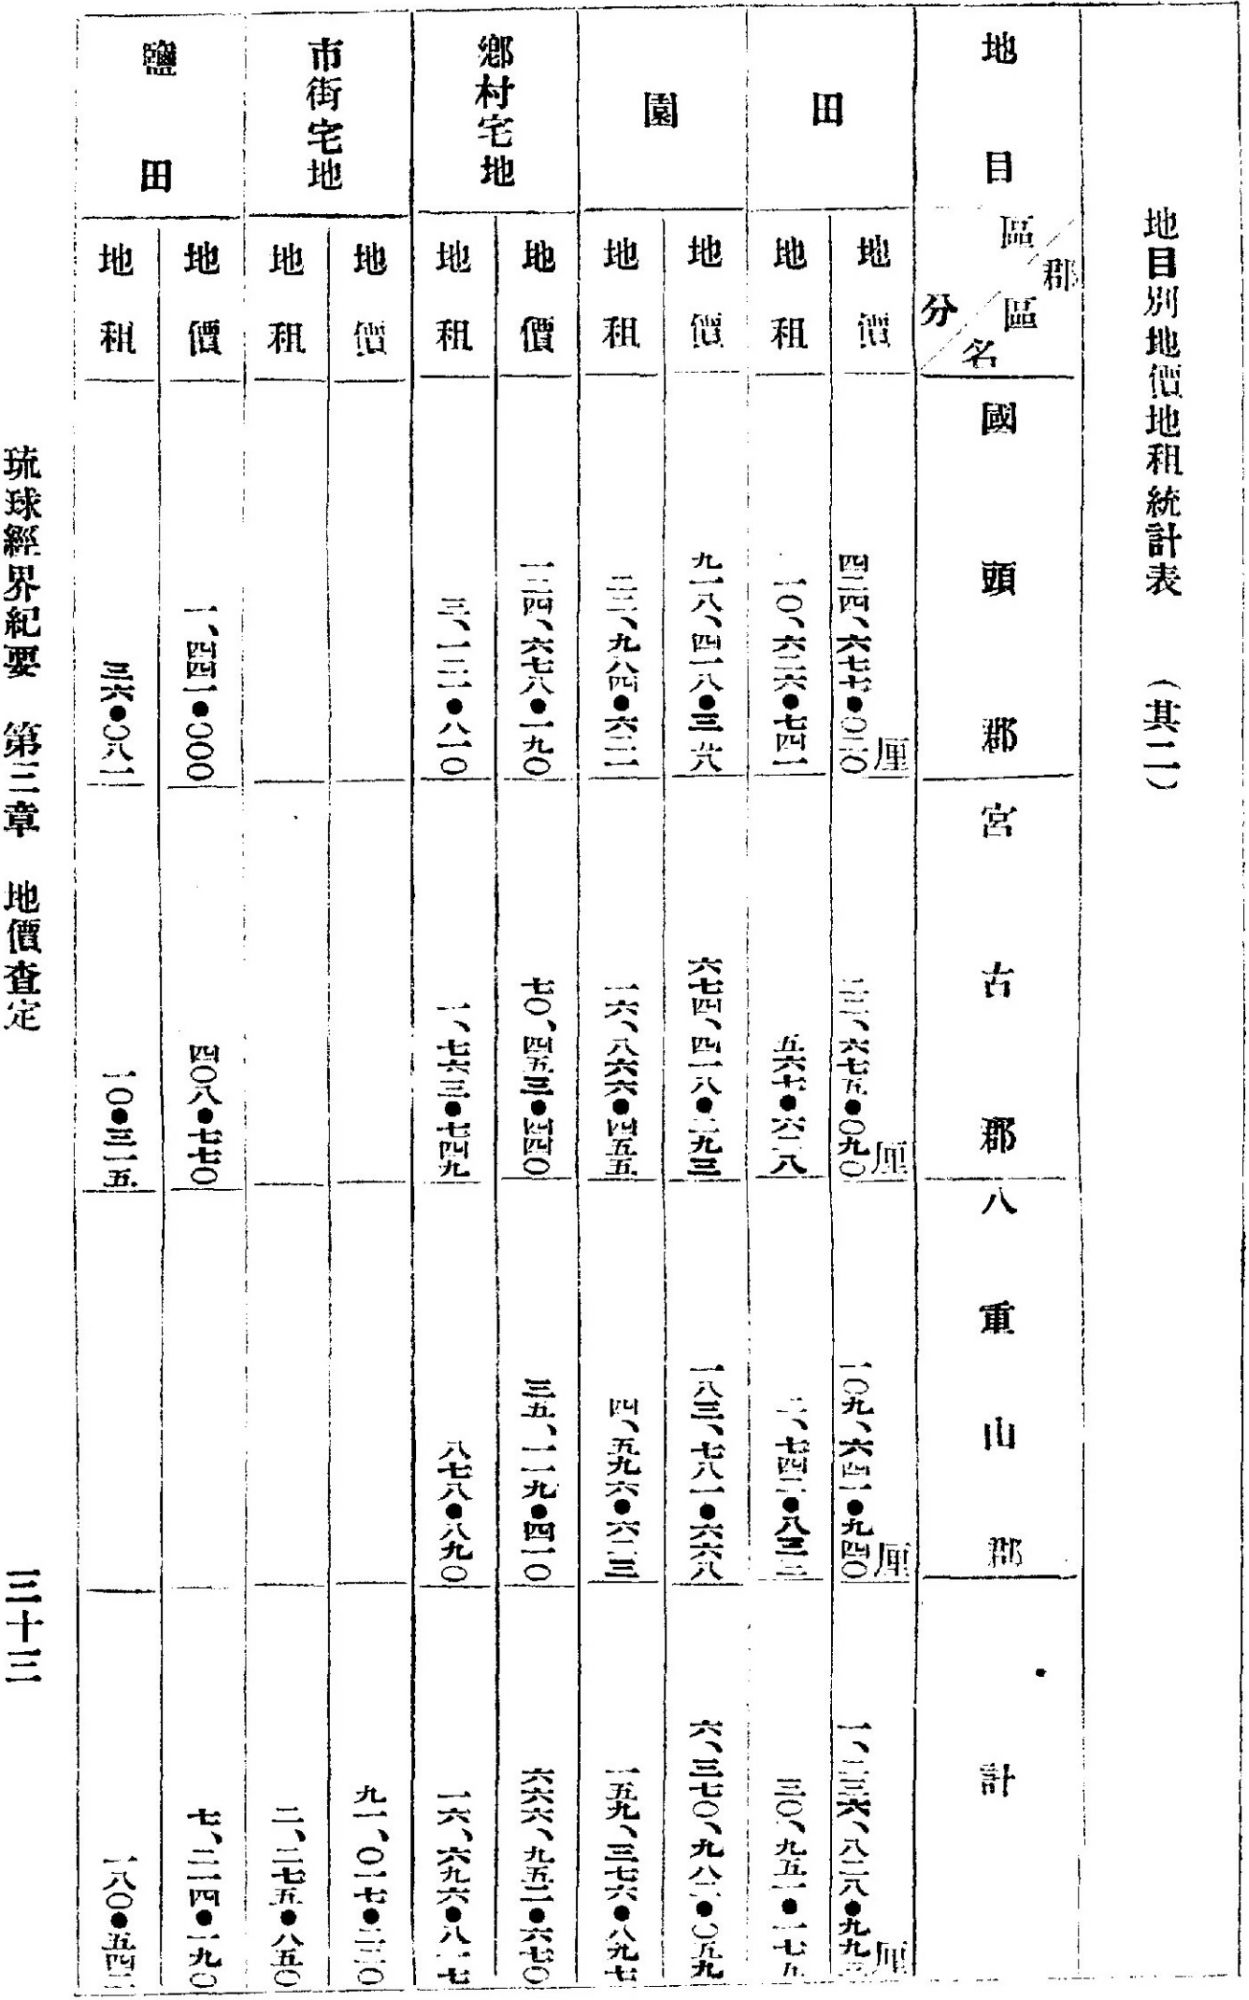 地目別地價地租統計表 (其二)
地目
區分
郡區區名
國頭郡
宮古郡
八重山郡
計
田
地價
四二四、六七七●〇二〇厘
二二、六七五●〇九〇厘
一〇九、六四一●九四〇厘
一、二三六、八二八●九九厘
地租
一〇、六二六●七四一
五六七●六二八
二、七四二●八三三
三〇、九五一●一七九
園
地價
九一八、四一八●三六
六七四、四一八●二九三
一八三、七八一●六六八
六、三七〇、九八二●〇五九
地租
二二、九八四●六二一
一六、八六六●四五五
四、五九六●六二三
一五九、三七六●八九七
鄉村宅地
地價
一二四、六七八●一九〇
七〇、四五三●四四〇
三五、一一九●四一〇
六六六、九五二●六七〇
地租
三、一二一●八一〇
一、七六三●七四九
八七八●八九〇
一六、六九六●八一七
市街宅地
地價
九一、〇一七●二二〇
地租
二、二七五●八五〇
鹽田
地價
一、四四一●〇〇〇
四〇八●七七〇
七、二一四●一九〇
地租
三六●〇八一
一〇●三一五
一八〇●五四二
琉球經界紀要 第三章 地價査定
三十三